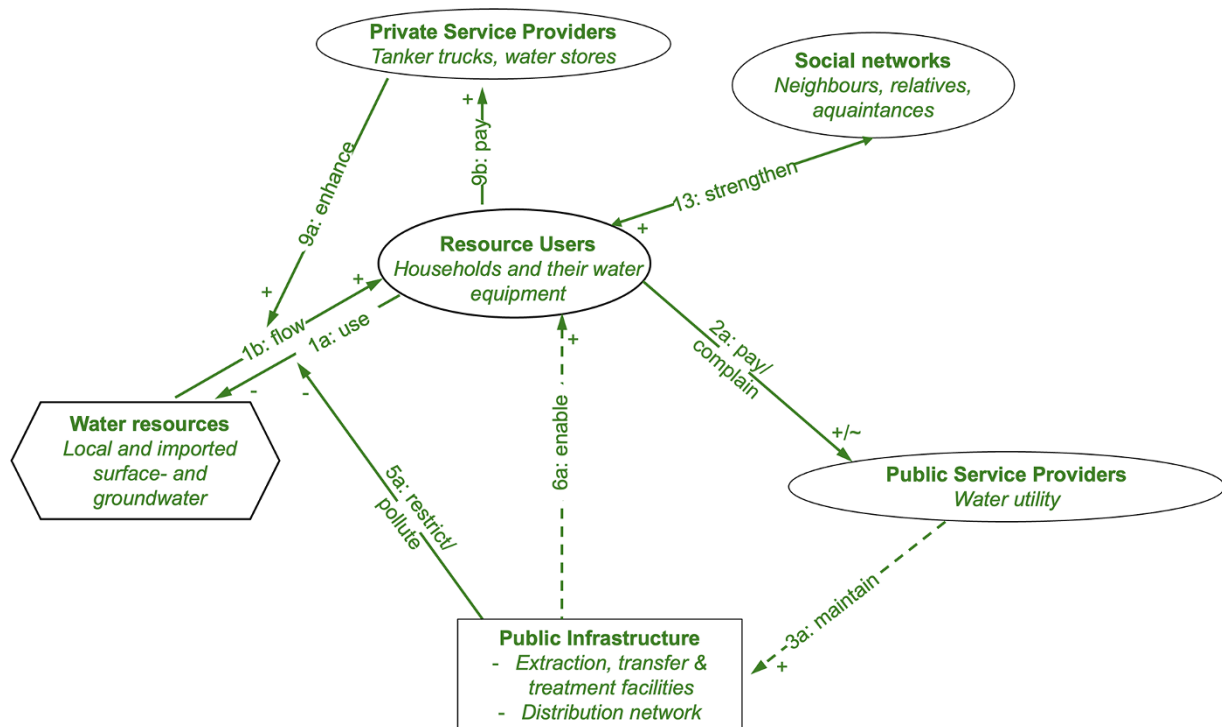 Private Service Providers
Tanker trucks, water stores
Social networks
Neighbours, relatives,
aquaintances
+
9b: pay
9a: enhance
13: strengthen
+
Resource Users
Households and their water
equipment
+
+
1b: flow
1a: use
-
-
+
2a: pay/
complain
+/~
Water resources
Local and imported
surface- and
groundwater
6a: enable
5a: restrict/
pollute
Public Service Providers
Water utility
3a: maintain
+
Public Infrastructure
- Extraction, transfer &
treatment facilities
- Distribution network